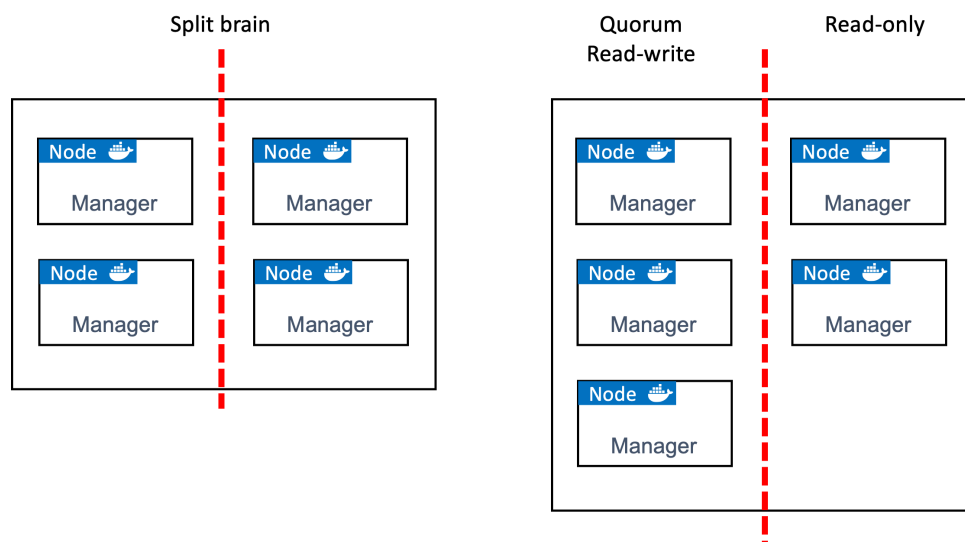 Split brain
Node
Manager
Node
Manager
Node
Manager
Node
Manager
Quorum
Read-write
Read-only
Node
Manager
Node
Manager
Node
Manager
Node
Manager
Node
Manager